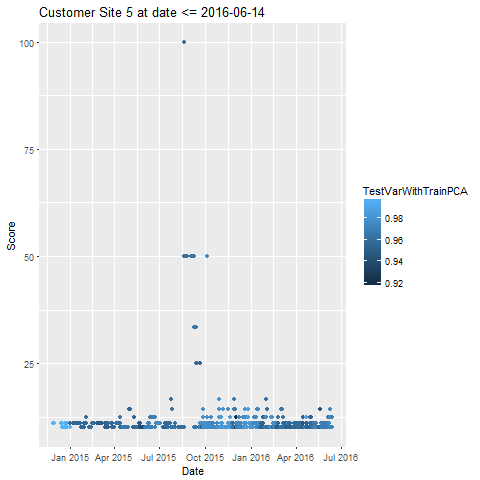 Customer Site 5 at date <= 2016-06-14
100
75
50
25
Score
Jan 2015 Apr 2015 Jul 2015 Oct 2015 Jan 2016 Apr 2016 Jul 2016
Date
TestVarWithTrainPCA
0.98
0.96
0.94
0.92